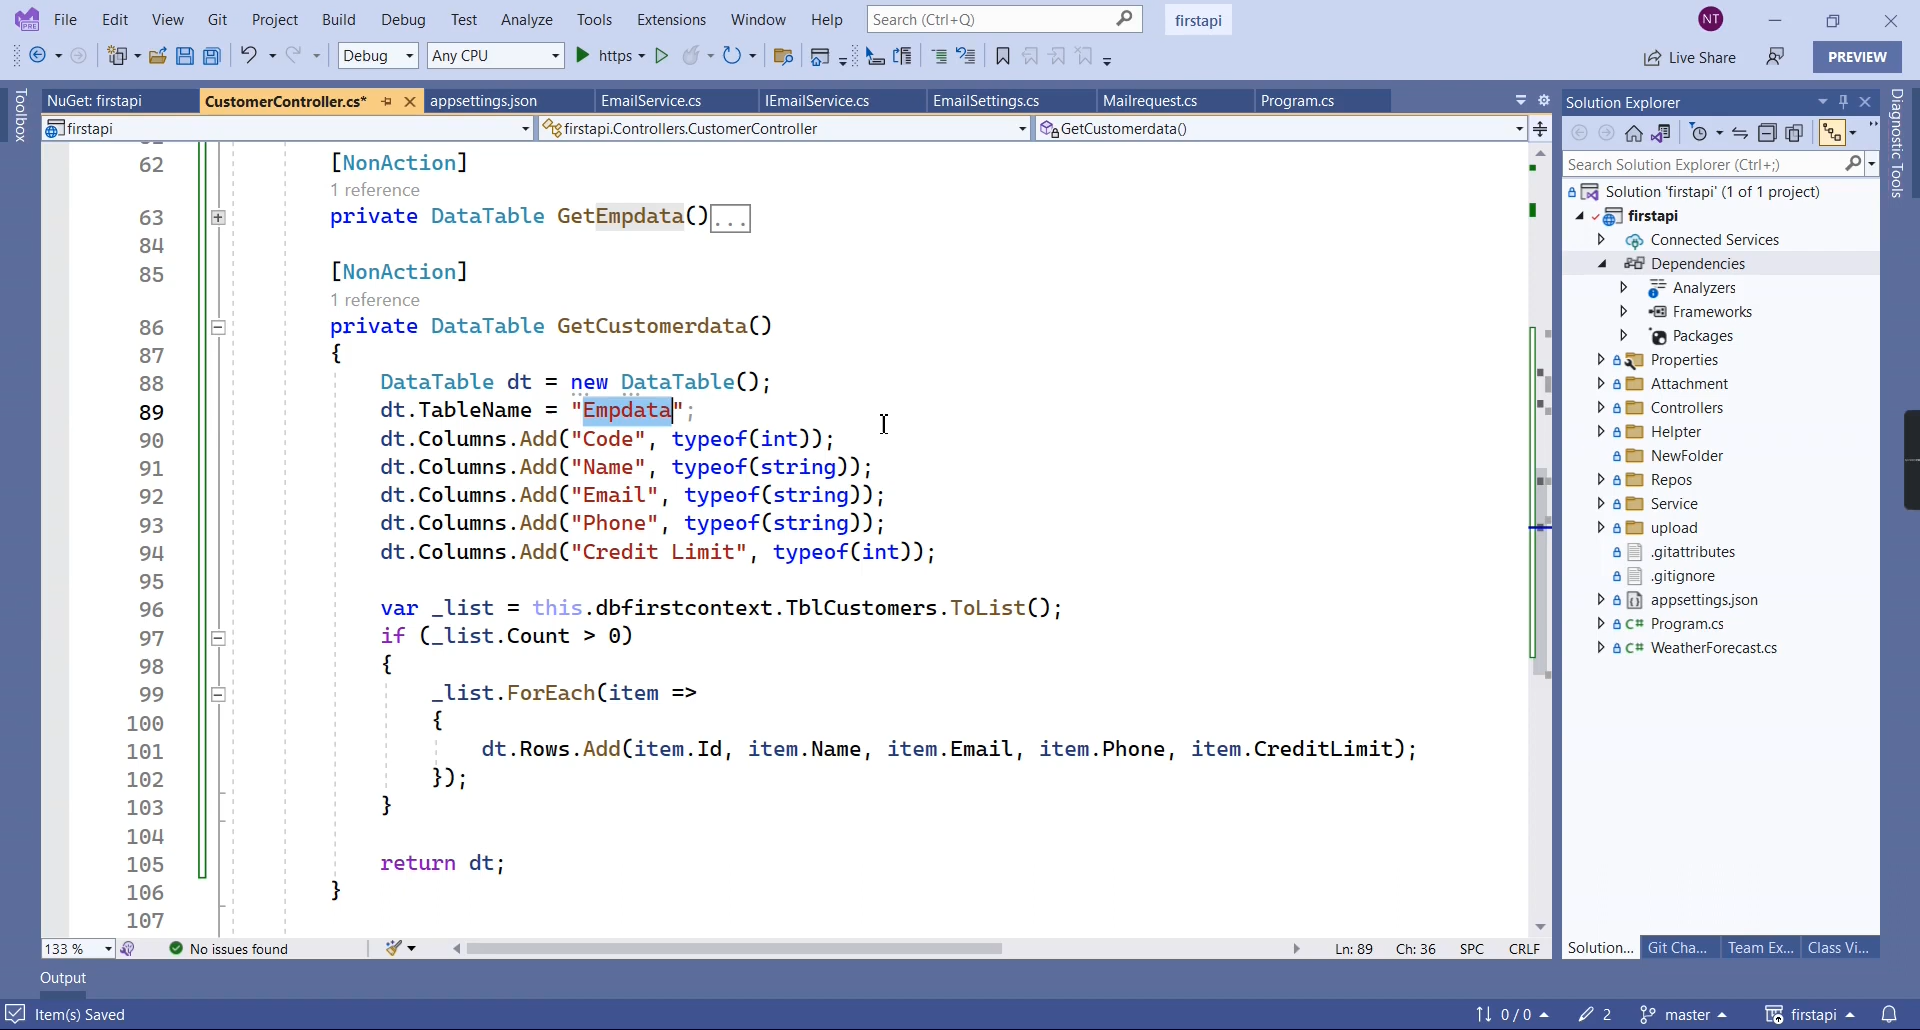 File Edit View Git Project Build Debug Test Analyze Tools Extensions Window Help Search (Ctrl+Q) firstapi NT
Debug Any CPU https Live Share PREVIEW
Toolbox
NuGet: firstapi CustomerController.cs* appsettings.json EmailService.cs IEmailService.cs EmailSettings.cs Mailrequest.cs Program.cs
firstapi firstapi.Controllers.CustomerController GetCustomerdata()
62 [NonAction]
1 reference
63 private DataTable GetEmpdata()...
84
85 [NonAction]
1 reference
86 private DataTable GetCustomerdata()
87 {
88 DataTable dt = new DataTable();
89 dt.TableName = "Empdata";
90 dt.Columns.Add("Code", typeof(int));
91 dt.Columns.Add("Name", typeof(string));
92 dt.Columns.Add("Email", typeof(string));
93 dt.Columns.Add("Phone", typeof(string));
94 dt.Columns.Add("Credit Limit", typeof(int));
95
96 var _list = this.dbfirstcontext.TblCustomers.ToList();
97 if (_list.Count > 0)
98 {
99 _list.ForEach(item =>
100 {
101 dt.Rows.Add(item.Id, item.Name, item.Email, item.Phone, item.CreditLimit);
102 });
103 }
104
105 return dt;
106 }
107
133 % No issues found Ln: 89 Ch: 36 SPC CRLF
Solution Explorer
Search Solution Explorer (Ctrl+;)
Solution 'firstapi' (1 of 1 project)
firstapi
Connected Services
Dependencies
Analyzers
Frameworks
Packages
Properties
Attachment
Controllers
Helpter
NewFolder
Repos
Service
upload
.gitattributes
.gitignore
appsettings.json
C# Program.cs
C# WeatherForecast.cs
Solution... Git Cha... Team Ex... Class Vi...
Diagnostic Tools
Output
Item(s) Saved 0 / 0 2 master firstapi